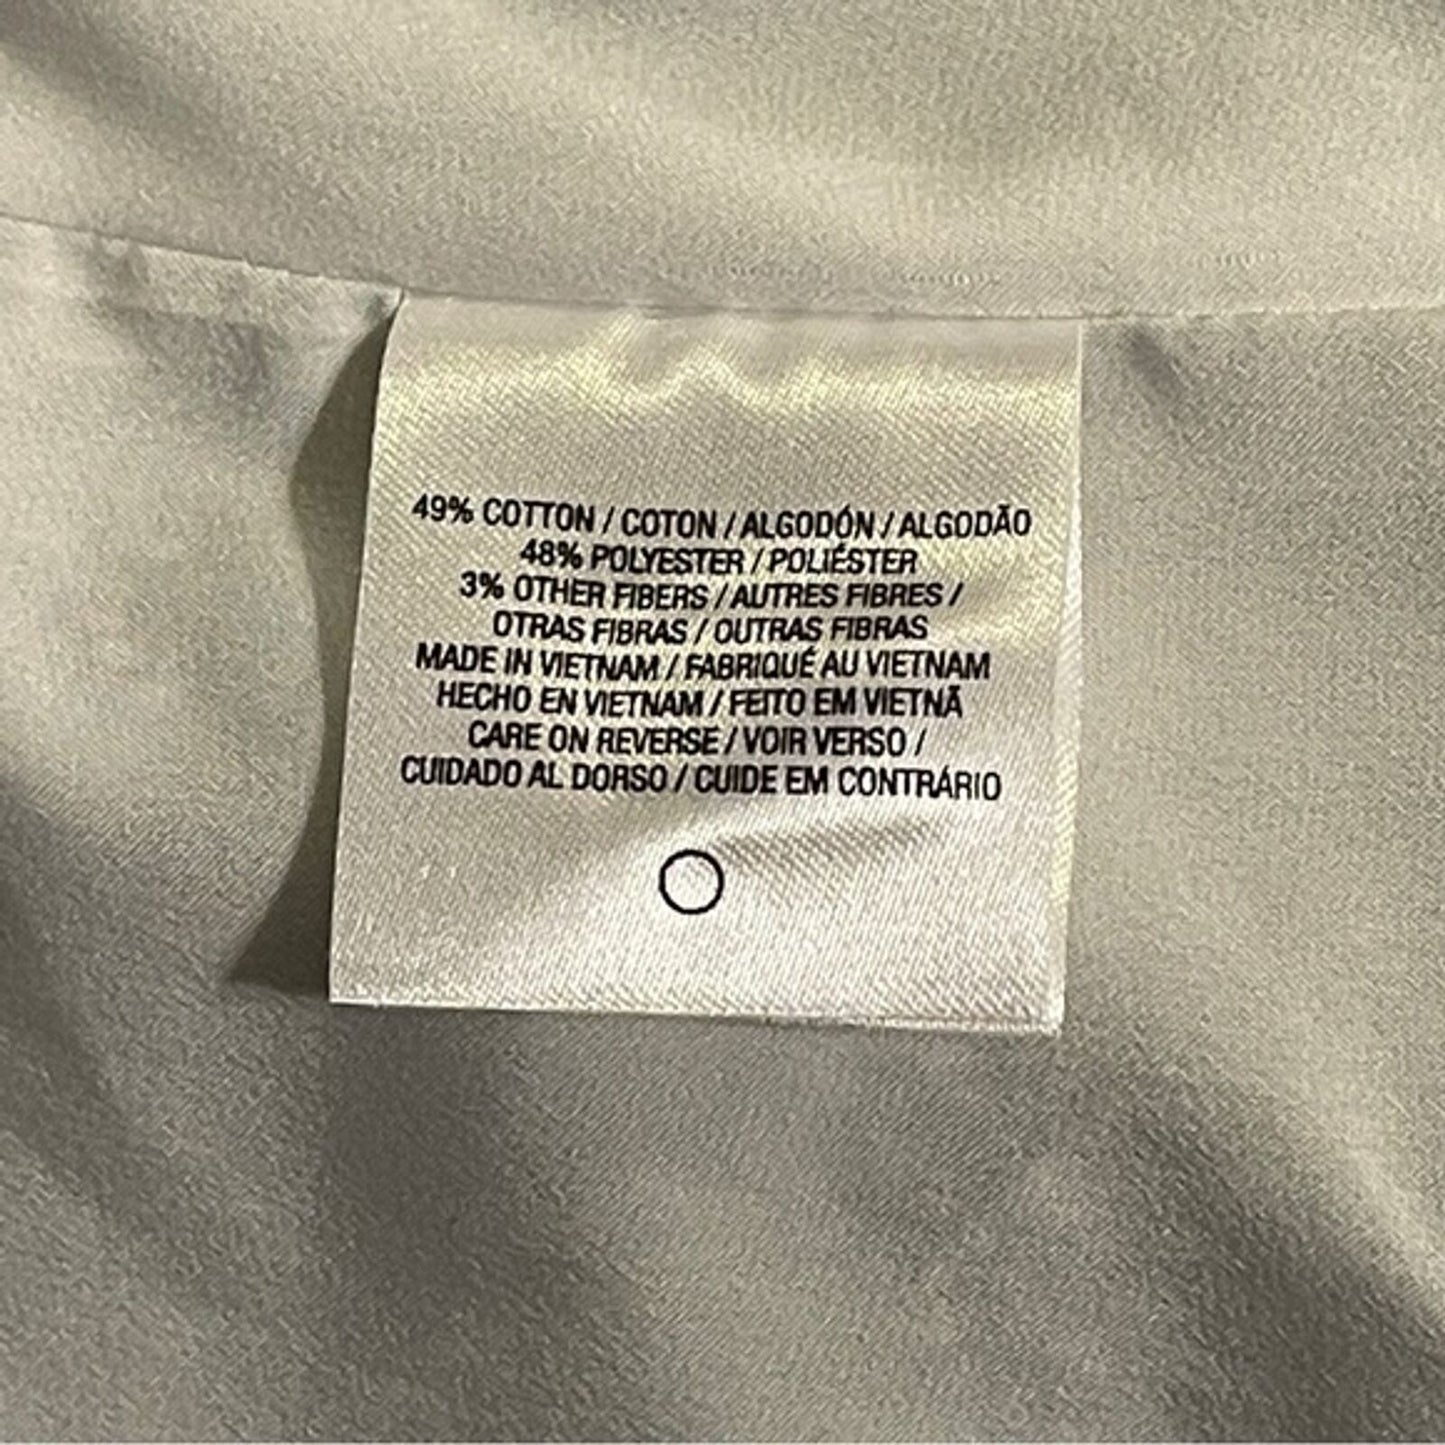 49% COTTON / COTON / ALGODÓN / ALGODÃO
48% POLYESTER / POLIÉSTER
3% OTHER FIBERS / AUTRES FIBRES /
OTRAS FIBRAS / OUTRAS FIBRAS
MADE IN VIETNAM / FABRIQUÉ AU VIETNAM
HECHO EN VIETNAM / FEITO EM VIETNÃ
CARE ON REVERSE / VOIR VERSO /
CUIDADO AL DORSO / CUIDE EM CONTRÁRIO